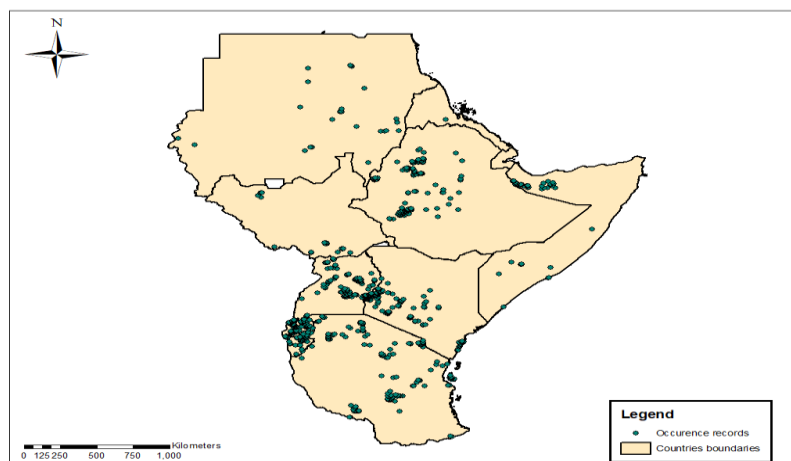 N
Legend
Occurence records
Countries boundaries
Kilometers
0 125 250 500 750 1,000